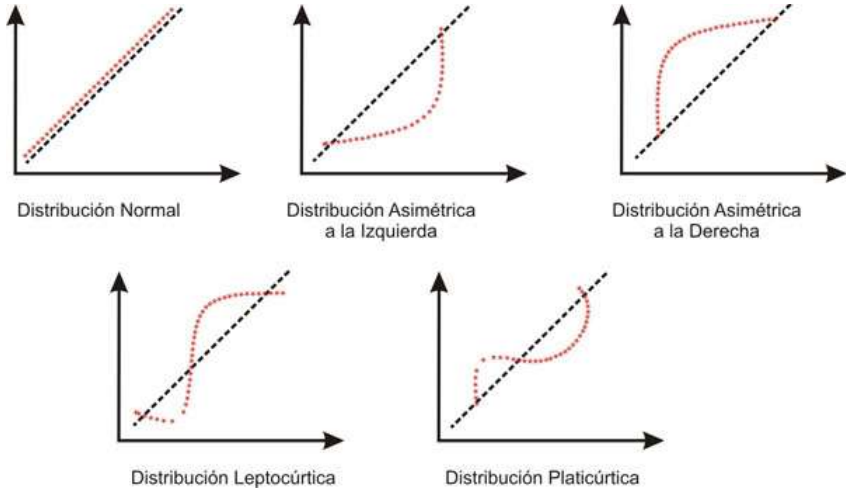 Distribución Normal
Distribución Asimétrica
a la Izquierda
Distribución Asimétrica
a la Derecha
Distribución Leptocúrtica
Distribución Platicúrtica